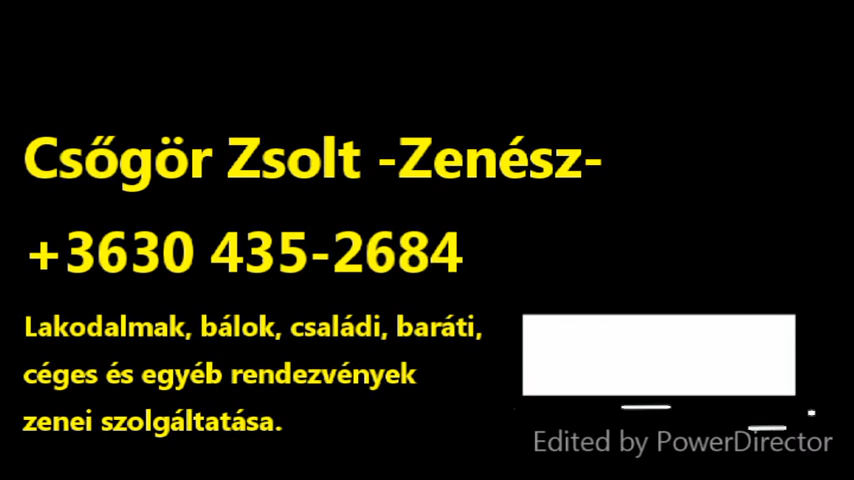 Csőgör Zsolt -Zenész-
+3630 435-2684
Lakodalmak, bálok, családi, baráti,
céges és egyéb rendezvények
zenei szolgáltatása.
Edited by PowerDirector